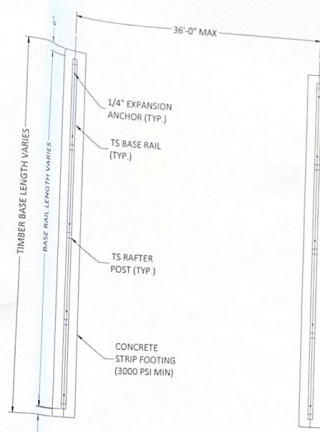 6"
36'-0" MAX
1/4" EXPANSION
ANCHOR (TYP.)
TS BASE RAIL
(TYP.)
TIMBER BASE LENGTH VARIES
BASE RAIL LENGTH VARIES
TS RAFTER
POST (TYP.)
CONCRETE
STRIP FOOTING
(3000 PSI MIN)